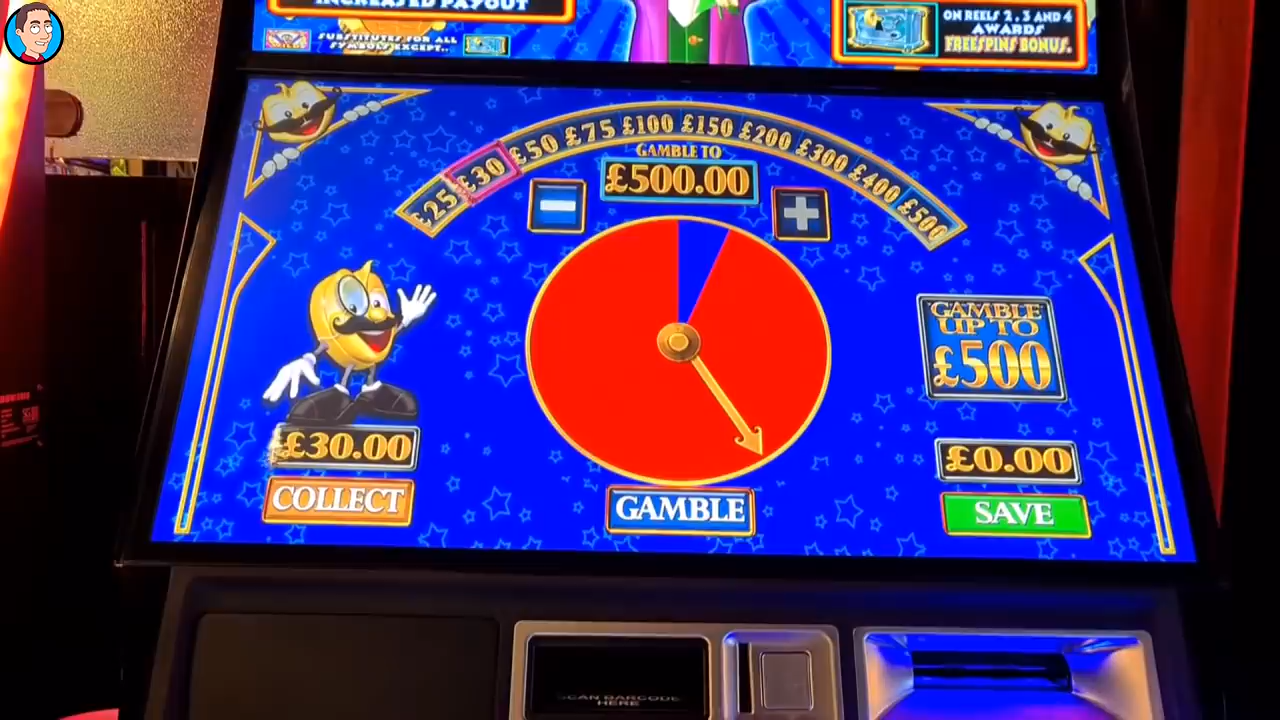 INCREASED PAYOUT
SUBSTITUTES FOR ALL
SYMBOLS EXCEPT..
ON REELS 2, 3 AND 4
AWARDS
FREESPINS BONUS.
£25 £30 £50 £75 £100 £150 £200 £300 £400 £500
GAMBLE TO
£500.00
GAMBLE
UP TO
£500
£30.00
£0.00
COLLECT
GAMBLE
SAVE
SCAN BARCODE
HERE